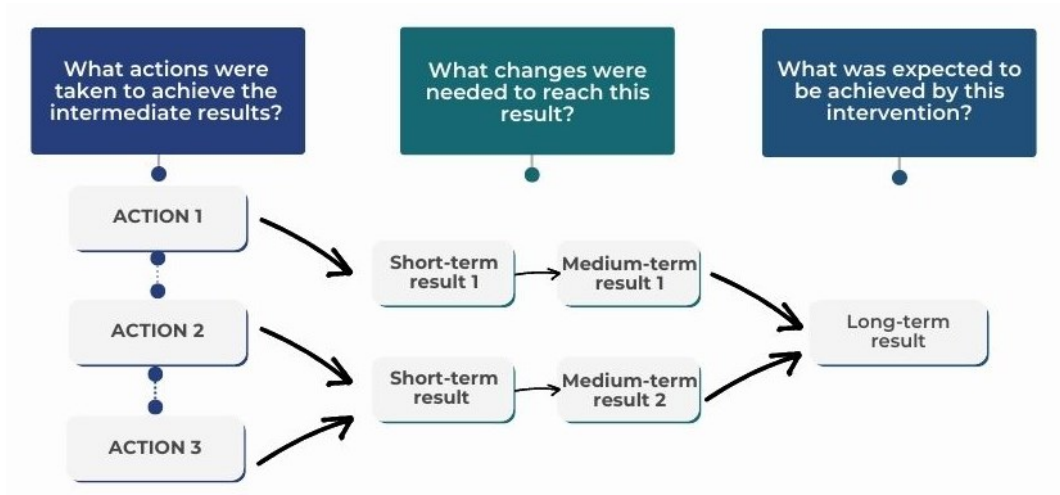 What actions were
taken to achieve the
intermediate results?
What changes were
needed to reach this
result?
What was expected to
be achieved by this
intervention?
ACTION 1
ACTION 2
ACTION 3
Short-term
result 1
Medium-term
result 1
Short-term
result
Medium-term
result 2
Long-term
result